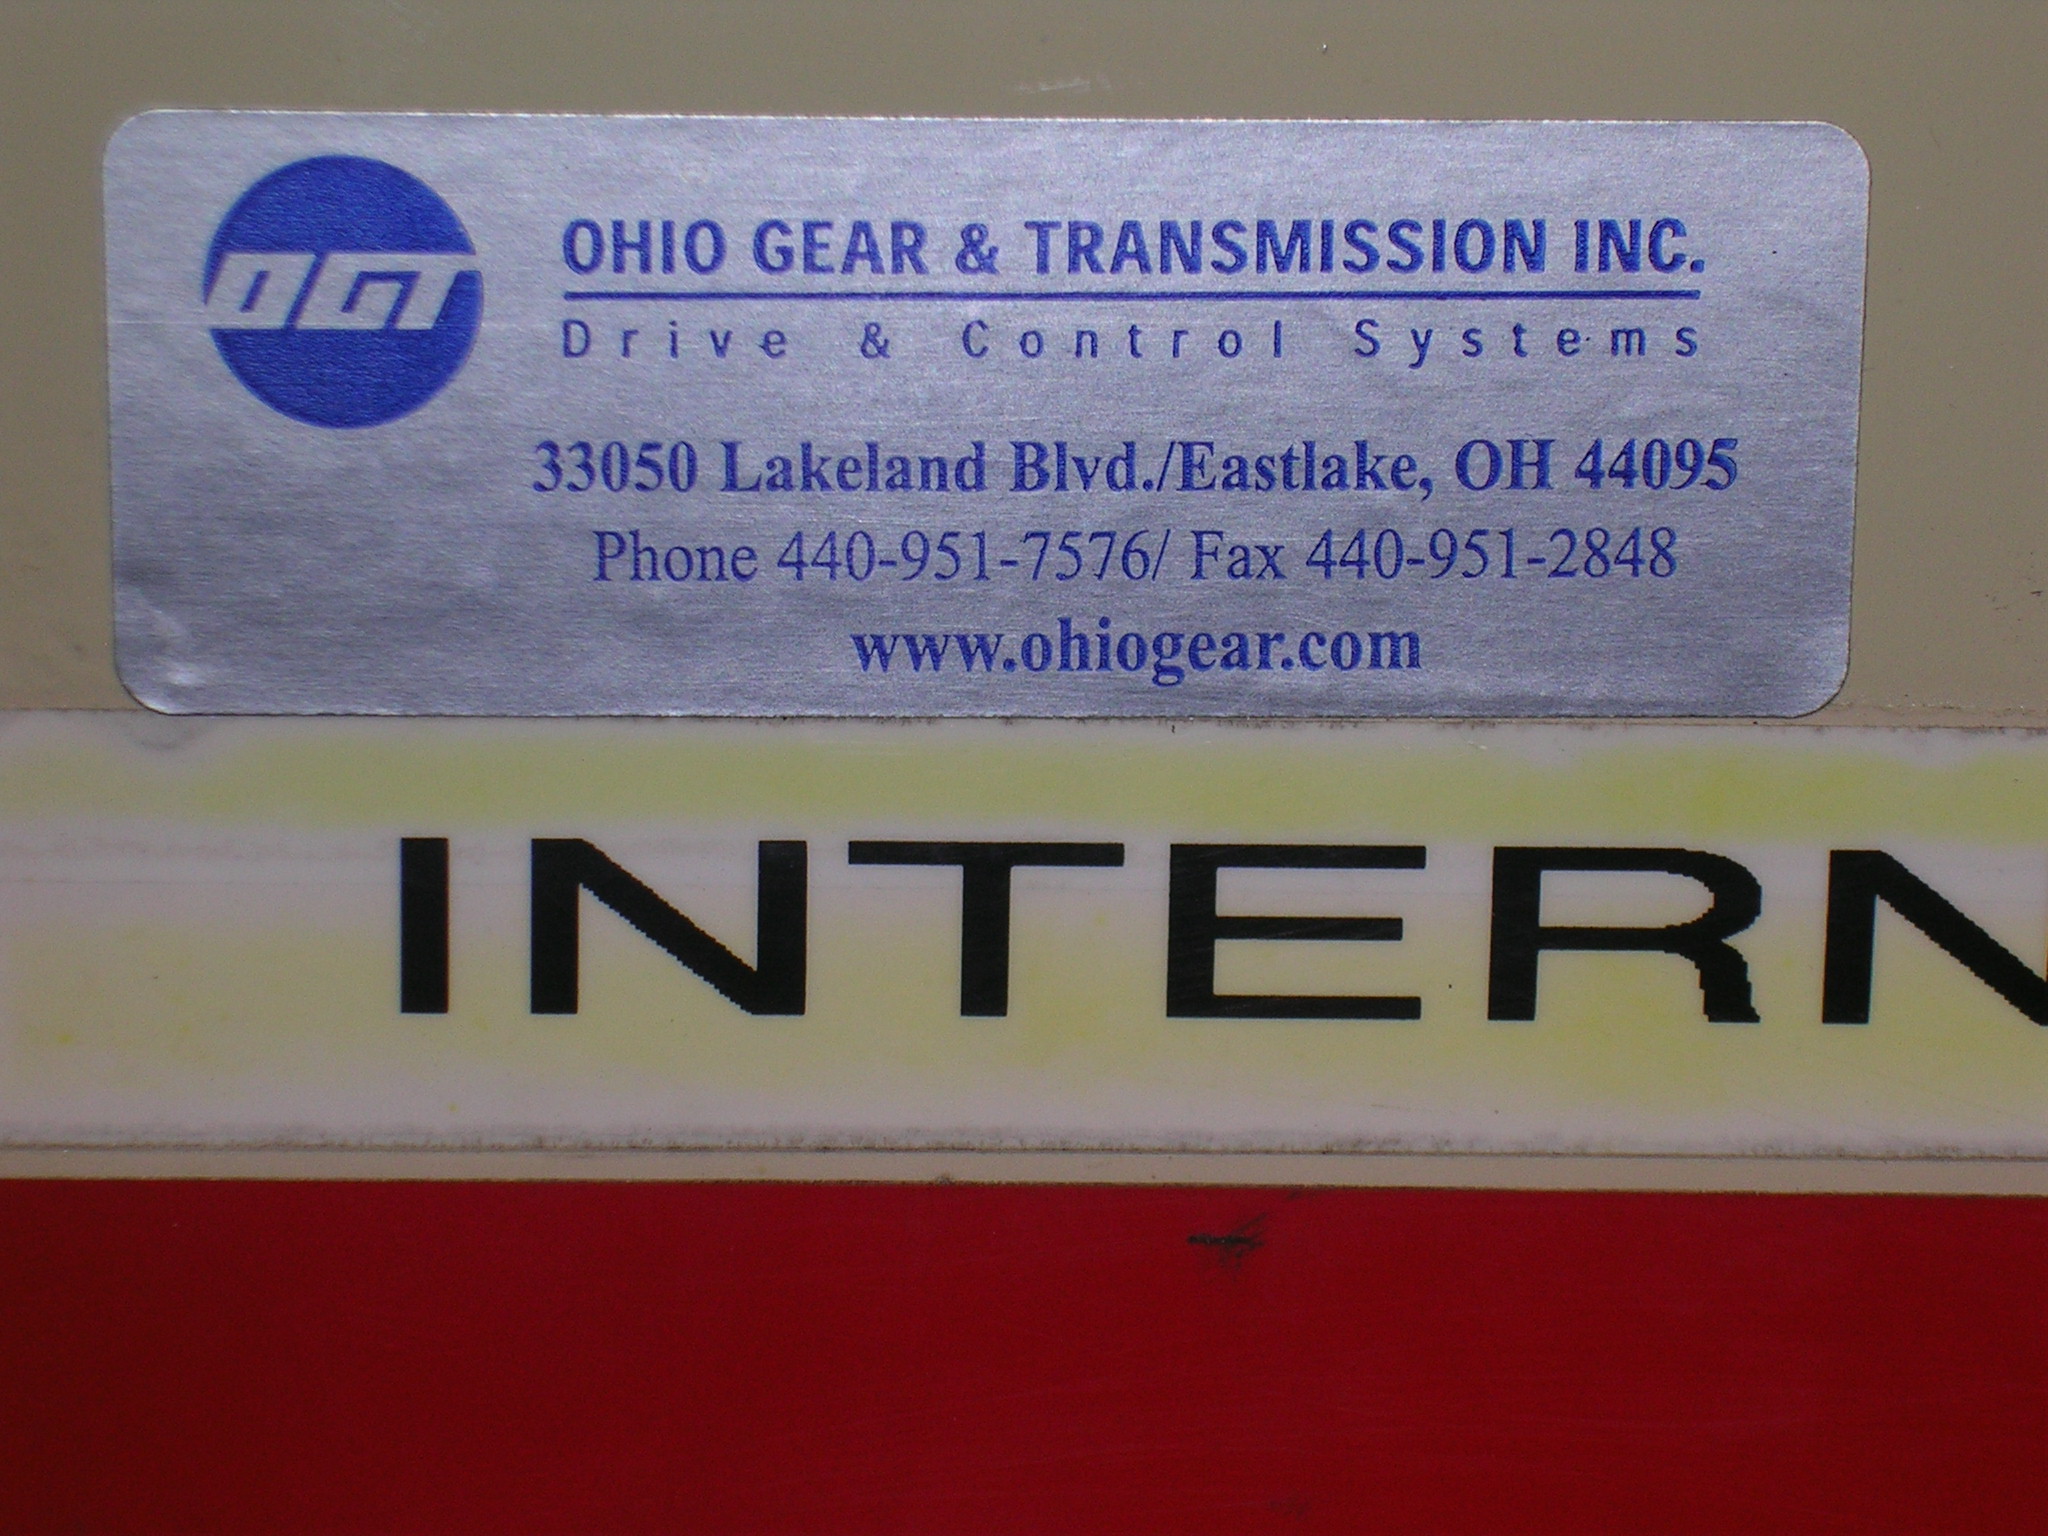 OGT
OHIO GEAR & TRANSMISSION INC.
Drive & Control Systems
33050 Lakeland Blvd./Eastlake, OH 44095
Phone 440-951-7576/ Fax 440-951-2848
www.ohiogear.com
INTERN